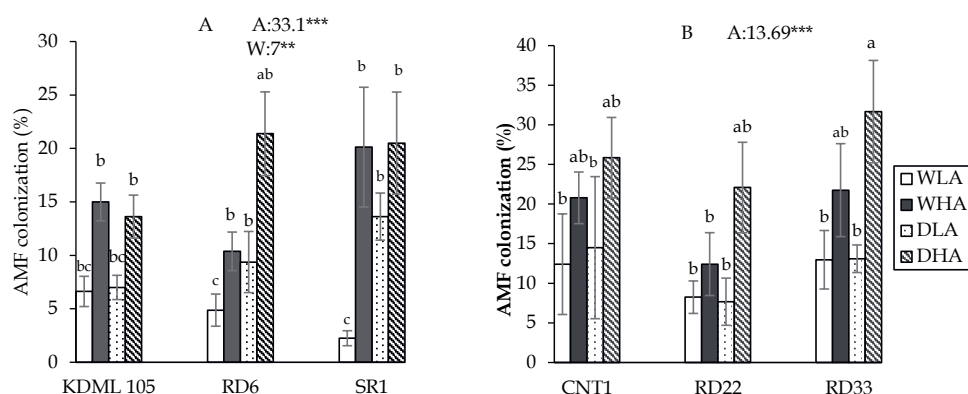 A A:33.1***
W:7**
AMF colonization (%)
30
25
20
15
10
5
0
bc b bc b
c b b ab
c b b b
KDML 105 RD6 SR1
B A:13.69***
AMF colonization (%)
40
35
30
25
20
15
10
5
0
b ab b ab
b b b ab
b ab b a
CNT1 RD22 RD33
WLA
WHA
DLA
DHA